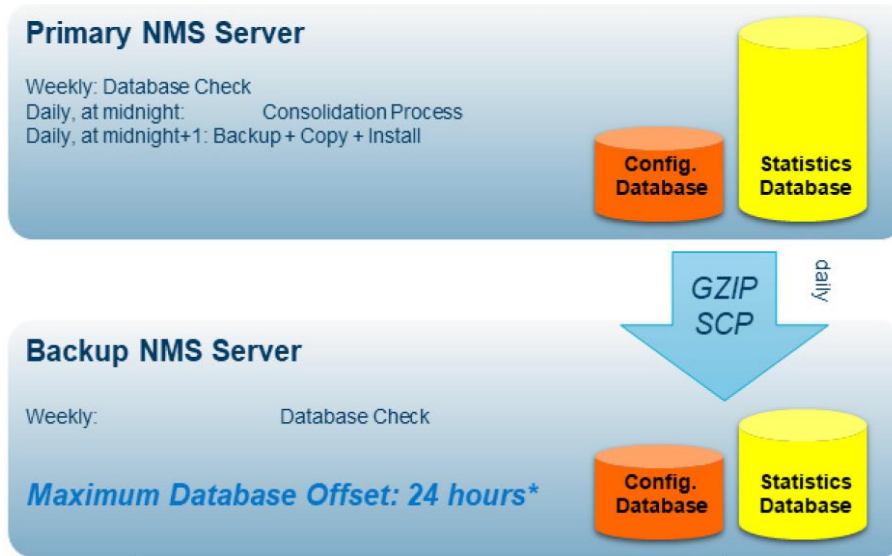 Primary NMS Server
Weekly: Database Check
Daily, at midnight: Consolidation Process
Daily, at midnight+1: Backup + Copy + Install
Config.
Database
Statistics
Database
GZIP
SCP
daily
Backup NMS Server
Weekly: Database Check
Maximum Database Offset: 24 hours*
Config.
Database
Statistics
Database